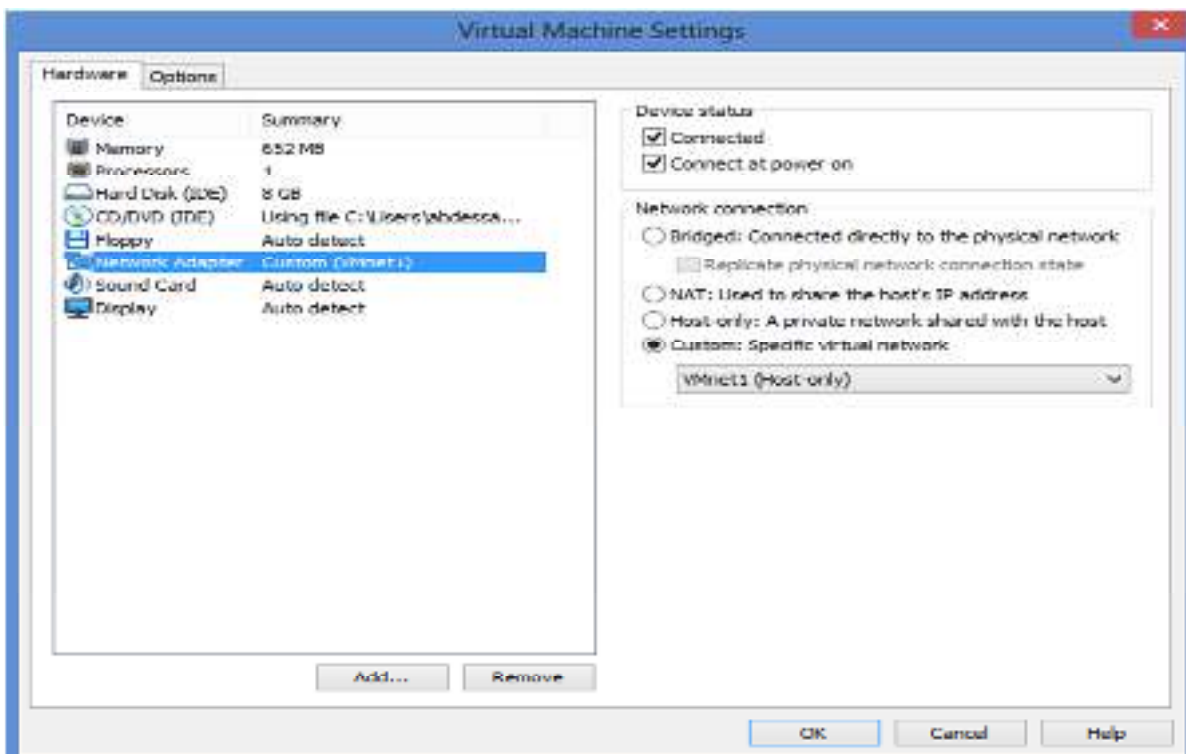 Virtual Machine Settings
Hardware Options
Device Summary
Memory 652 MB
Processors 1
Hard Disk (IDE) 8 GB
CD/DVD (IDE) Using file C:\Users\abdessa...
Floppy Auto detect
Network Adapter Custom (VMnet1)
Sound Card Auto detect
Display Auto detect
Add... Remove
Device status
Connected
Connect at power on
Network connection
Bridged: Connected directly to the physical network
Replicate physical network connection state
NAT: Used to share the host's IP address
Host-only: A private network shared with the host
Custom: Specific virtual network
VMnet1 (Host-only)
OK Cancel Help